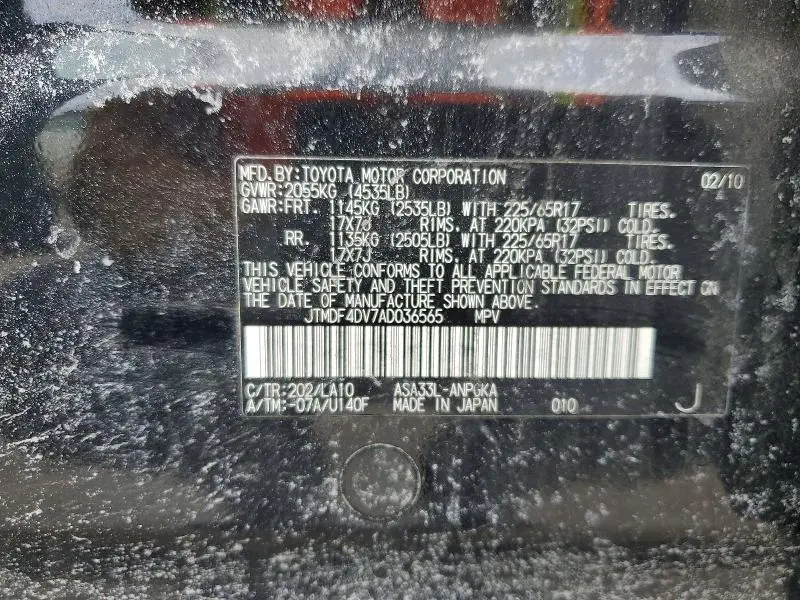 MFD.BY:TOYOTA MOTOR CORPORATION 02/10
GVWR:2055KG (4535LB)
GAWR:FRT. 1145KG (2535LB) WITH 225/65R17 TIRES.
17X7J RIMS, AT 220KPA (32PSI) COLD.
RR. 1135KG (2505LB) WITH 225/65R17 TIRES.
17X7J RIMS, AT 220KPA (32PSI) COLD.
THIS VEHICLE CONFORMS TO ALL APPLICABLE FEDERAL MOTOR
VEHICLE SAFETY AND THEFT PREVENTION STANDARDS IN EFFECT ON
THE DATE OF MANUFACTURE SHOWN ABOVE.
JTMDF4DV7AD036565 MPV
C/TR:202/LA10 ASA33L-ANPGKA
A/TM:-07A/U140F MADE IN JAPAN 010 J